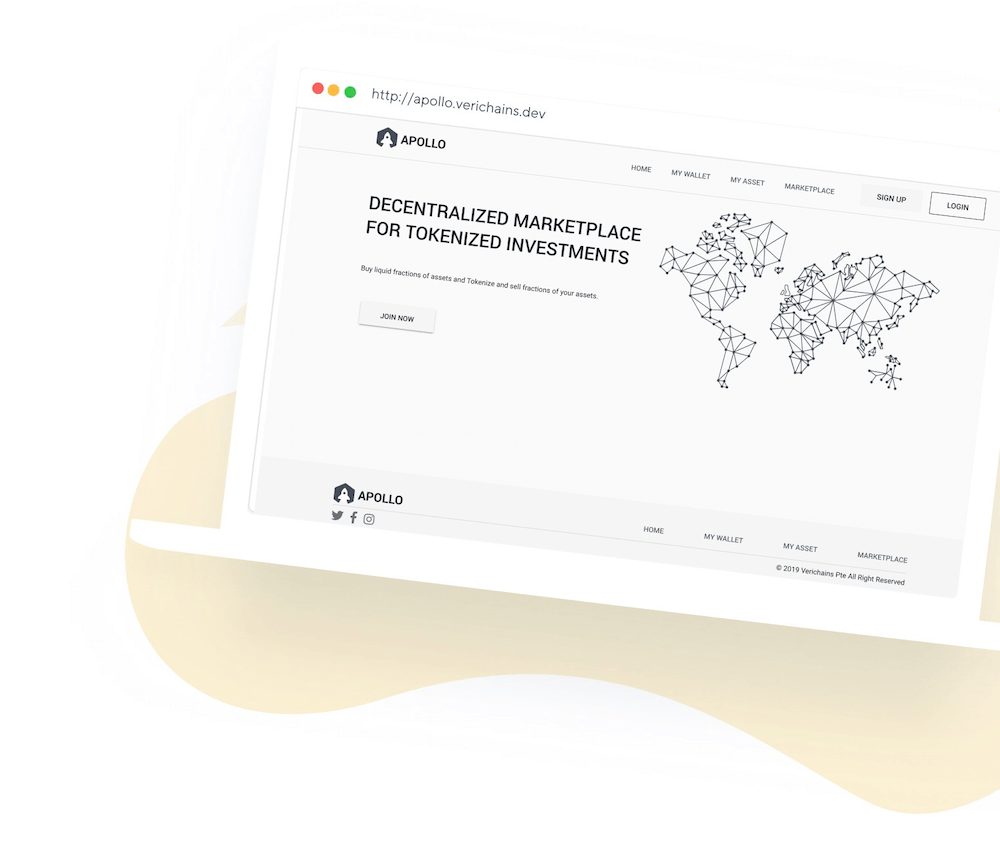 http://apollo.verichains.dev
APOLLO
HOME MY WALLET MY ASSET MARKETPLACE SIGN UP LOGIN
DECENTRALIZED MARKETPLACE
FOR TOKENIZED INVESTMENTS
Buy liquid fractions of assets and Tokenize and sell fractions of your assets.
JOIN NOW
APOLLO
HOME MY WALLET MY ASSET MARKETPLACE
© 2019 Verichains Pte All Right Reserved